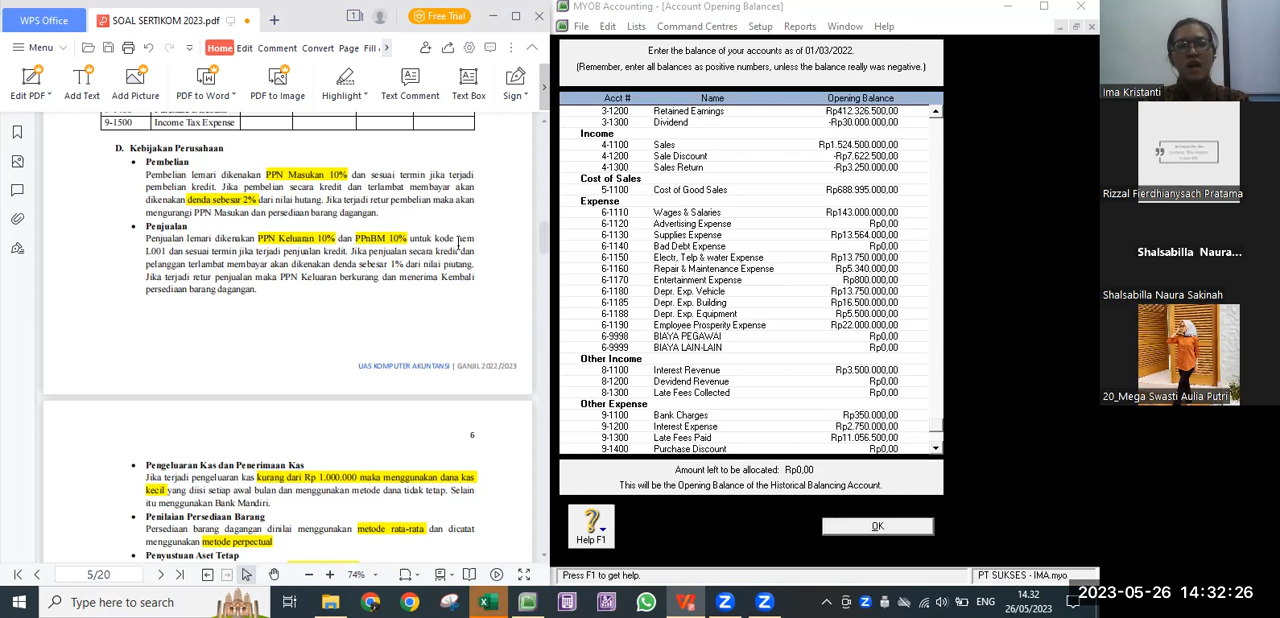 WPS Office
SOAL SERTIKOM 2023.pdf
Free Trial
Menu
Home Edit Comment Convert Page Fill
Edit PDF
Add Text
Add Picture
PDF to Word
PDF to Image
Highlight
Text Comment
Text Box
Sign
9-1500 Income Tax Expense
D. Kebijakan Perusahaan
• Pembelian
Pembelian lemari dikenakan PPN Masukan 10% dan sesuai termin jika terjadi
pembelian kredit. Jika pembelian secara kredit dan terlambat membayar akan
denda sebesar 2% dari nilai hutang. Jika terjadi retur pembelian maka akan
mengurangi PPN Masukan dan persediaan barang dagangan.
• Penjualan
Penjualan lemari dikenakan PPN Keluaran 10% dan PPnBM 10% untuk kode item
L001 dan sesuai termin jika terjadi penjualan kredit. Jika penjualan secara kredit dan
pelanggan terlambat membayar akan dikenakan denda sebesar 1% dari nilai piutang.
Jika terjadi retur penjualan maka PPN Keluaran berkurang dan menerima Kembali
persediaan barang dagangan.
UAS KOMPUTER AKUNTANSI | GANJIL 2022/2023
6
• Pengeluaran Kas dan Penerimaan Kas
Jika terjadi pengeluaran kas kurang dari Rp 1.000.000 maka menggunakan dana kas
kecil yang diisi setiap awal bulan dan menggunakan metode dana tidak tetap. Selain
itu menggunakan Bank Mandiri.
• Penilaian Persediaan Barang
Persediaan barang dagangan dinilai menggunakan metode rata-rata dan dicatat
menggunakan metode perpectual
• Penyustuan Aset Tetap
5/20
74%
MYOB Accounting - [Account Opening Balances]
File Edit Lists Command Centres Setup Reports Window Help
Enter the balance of your accounts as of 01/03/2022.
(Remember, enter all balances as positive numbers, unless the balance really was negative.)
Acct # Name Opening Balance
3-1200 Retained Earnings Rp412.326.500,00
3-1300 Dividend -Rp30.000.000,00
Income
4-1100 Sales Rp1.524.500.000,00
4-1200 Sale Discount -Rp7.622.500,00
4-1300 Sales Return -Rp3.250.000,00
Cost of Sales
5-1100 Cost of Good Sales Rp688.995.000,00
Expense
6-1110 Wages & Salaries Rp143.000.000,00
6-1120 Advertising Expense Rp0,00
6-1130 Supplies Expense Rp13.564.000,00
6-1140 Bad Debt Expense Rp0,00
6-1150 Electr, Telp & water Expense Rp13.750.000,00
6-1160 Repair & Maintenance Expense Rp5.340.000,00
6-1170 Entertainment Expense Rp800.000,00
6-1180 Depr. Exp. Vehicle Rp13.750.000,00
6-1185 Depr. Exp. Building Rp16.500.000,00
6-1188 Depr. Exp. Equipment Rp5.500.000,00
6-1190 Employee Prosperity Expense Rp22.000.000,00
6-9998 BIAYA PEGAWAI Rp0,00
6-9999 BIAYA LAIN-LAIN Rp0,00
Other Income
8-1100 Interest Revenue Rp3.500.000,00
8-1200 Devidend Revenue Rp0,00
8-1300 Late Fees Collected Rp0,00
Other Expense
9-1100 Bank Charges Rp350.000,00
9-1200 Interest Expense Rp2.750.000,00
9-1300 Late Fees Paid Rp11.056.500,00
9-1400 Purchase Discount Rp0,00
Amount left to be allocated: Rp0,00
This will be the Opening Balance of the Historical Balancing Account.
Help F1
OK
Press F1 to get help.
PT SUKSES - IMA.myo
Ima Kristanti
Rizzal Fierdhianysach Pratama
Shalsabilla Naura...
Shalsabilla Naura Sakinah
20_Mega Swasti Aulia Putri
Type here to search
ENG
14.32
26/05/2023
2023-05-26 14:32:26